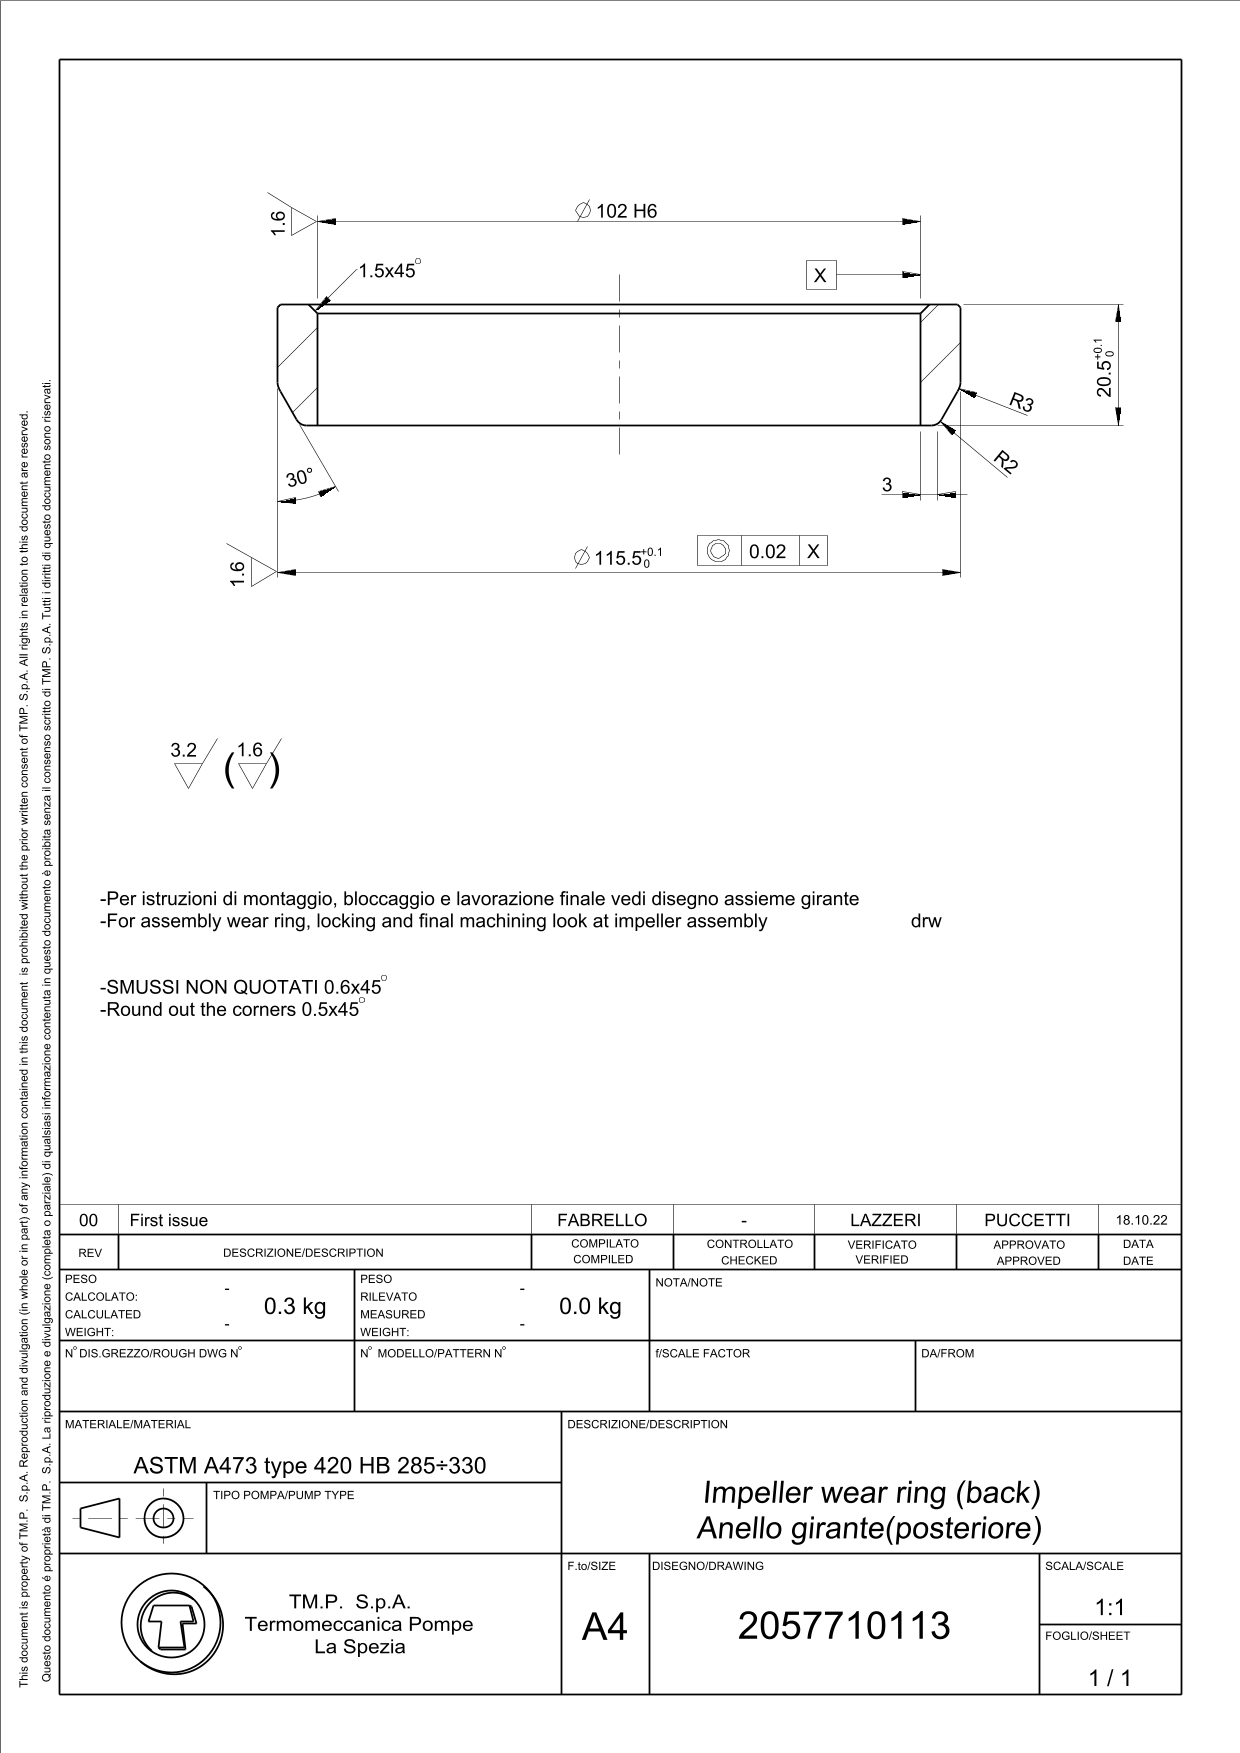 1.6
⌀ 102 H6
1.5x45°
X
20.5 +0.1 0
R3
R2
30°
3
1.6
⌀ 115.5 +0.1 0
0.02 X
3.2 (1.6)
-Per istruzioni di montaggio, bloccaggio e lavorazione finale vedi disegno assieme girante
-For assembly wear ring, locking and final machining look at impeller assembly drw
-SMUSSI NON QUOTATI 0.6x45°
-Round out the corners 0.5x45°
This document is property of TM.P. S.p.A. Reproduction and divulgation (in whole or in part) of any information contained in this document is prohibited without the prior written consent of TMP. S.p.A. All rights in relation to this document are reserved.
Questo documento é proprietà di TM.P. S.p.A. La riproduzione e divulgazione (completa o parziale) di qualsiasi informazione contenuta in questo documento è proibita senza il consenso scritto di TMP. S.p.A. Tutti i diritti di questo documento sono riservati.
00 First issue FABRELLO - LAZZERI PUCCETTI 18.10.22
REV DESCRIZIONE/DESCRIPTION COMPILATO COMPILED CONTROLLATO CHECKED VERIFICATO VERIFIED APPROVATO APPROVED DATA DATE
PESO
CALCOLATO: -
CALCULATED 0.3 kg
WEIGHT: -
PESO
RILEVATO -
MEASURED 0.0 kg
WEIGHT: -
NOTA/NOTE
N° DIS.GREZZO/ROUGH DWG N°
N° MODELLO/PATTERN N°
f/SCALE FACTOR
DA/FROM
MATERIALE/MATERIAL
ASTM A473 type 420 HB 285÷330
DESCRIZIONE/DESCRIPTION
Impeller wear ring (back)
Anello girante(posteriore)
TIPO POMPA/PUMP TYPE
TM.P. S.p.A.
Termomeccanica Pompe
La Spezia
F.to/SIZE
A4
DISEGNO/DRAWING
2057710113
SCALA/SCALE
1:1
FOGLIO/SHEET
1 / 1